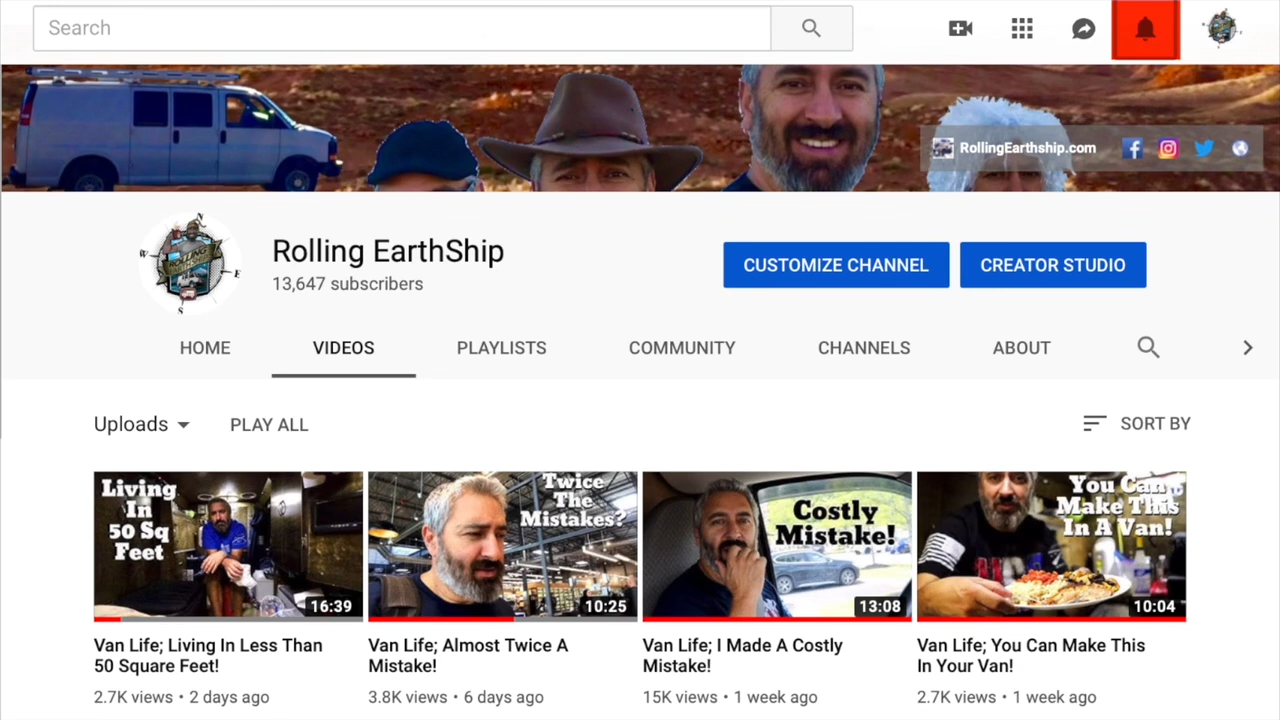 Search
RollingEarthship.com
N
W
ROLLING
EARTHSHIP
E
S
Rolling EarthShip
13,647 subscribers
CUSTOMIZE CHANNEL
CREATOR STUDIO
HOME
VIDEOS
PLAYLISTS
COMMUNITY
CHANNELS
ABOUT
Uploads
PLAY ALL
SORT BY
Living
In
50 Sq
Feet
16:39
Twice
The
Mistakes?
10:25
Costly
Mistake!
13:08
You Can
Make This
In A Van!
10:04
Van Life; Living In Less Than
50 Square Feet!
2.7K views • 2 days ago
Van Life; Almost Twice A
Mistake!
3.8K views • 6 days ago
Van Life; I Made A Costly
Mistake!
15K views • 1 week ago
Van Life; You Can Make This
In Your Van!
2.7K views • 1 week ago